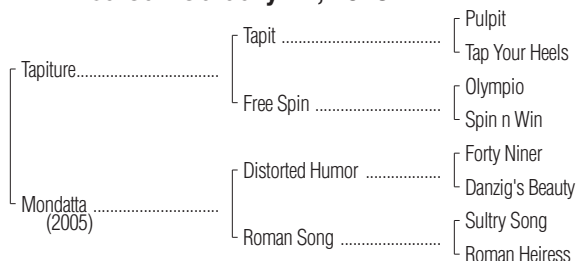 Pulpit
Tapit ........................................
Tap Your Heels
Tapiture....................................
Olympio
Free Spin ................................
Spin n Win
Forty Niner
Distorted Humor ...................
Danzig's Beauty
Mondatta ...............................
(2005)
Sultry Song
Roman Song .........................
Roman Heiress